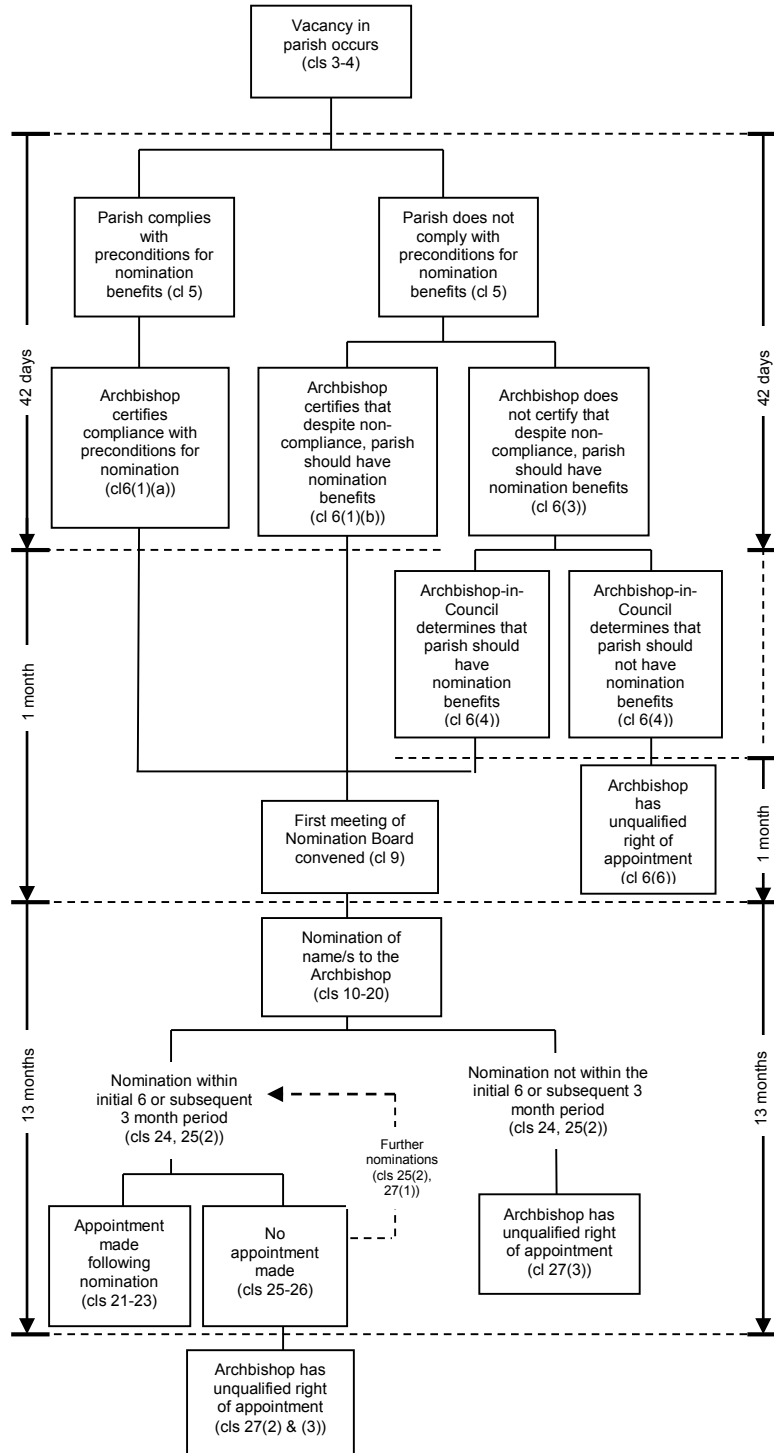 Vacancy in
parish occurs
(cls 3-4)
42 days
42 days
Parish complies
with
preconditions for
nomination
benefits (cl 5)
Parish does not
comply with
preconditions for
nomination
benefits (cl 5)
Archbishop
certifies
compliance with
preconditions for
nomination
(cl6(1)(a))
Archbishop
certifies that
despite non-
compliance, parish
should have
nomination
benefits
(cl 6(1)(b))
Archbishop does
not certify that
despite non-
compliance, parish
should have
nomination benefits
(cl 6(3))
1 month
Archbishop-in-
Council
determines that
parish should
have
nomination
benefits
(cl 6(4))
Archbishop-in-
Council
determines that
parish should
not have
nomination
benefits
(cl 6(4))
First meeting of
Nomination Board
convened (cl 9)
Archbishop
has
unqualified
right of
appointment
(cl 6(6))
1 month
13 months
13 months
Nomination of
name/s to the
Archbishop
(cls 10-20)
Nomination within
initial 6 or subsequent
3 month period
(cls 24, 25(2))
Further
nominations
(cls 25(2),
27(1))
Nomination not within the
initial 6 or subsequent 3
month period
(cls 24, 25(2))
Appointment
made
following
nomination
(cls 21-23)
No
appointment
made
(cls 25-26)
Archbishop has
unqualified right
of appointment
(cl 27(3))
Archbishop has
unqualified right
of appointment
(cls 27(2) & (3))